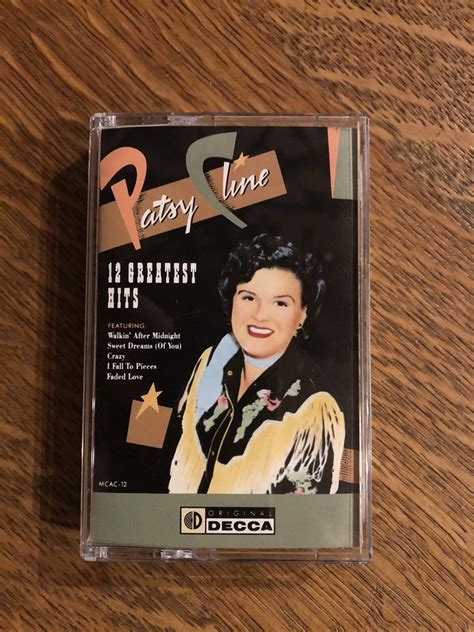 Patsy Cline
12 GREATEST
HITS
FEATURING:
Walkin' After Midnight
Sweet Dreams (Of You)
Crazy
I Fall To Pieces
Faded Love
MCAC-12
ORIGINAL
DECCA